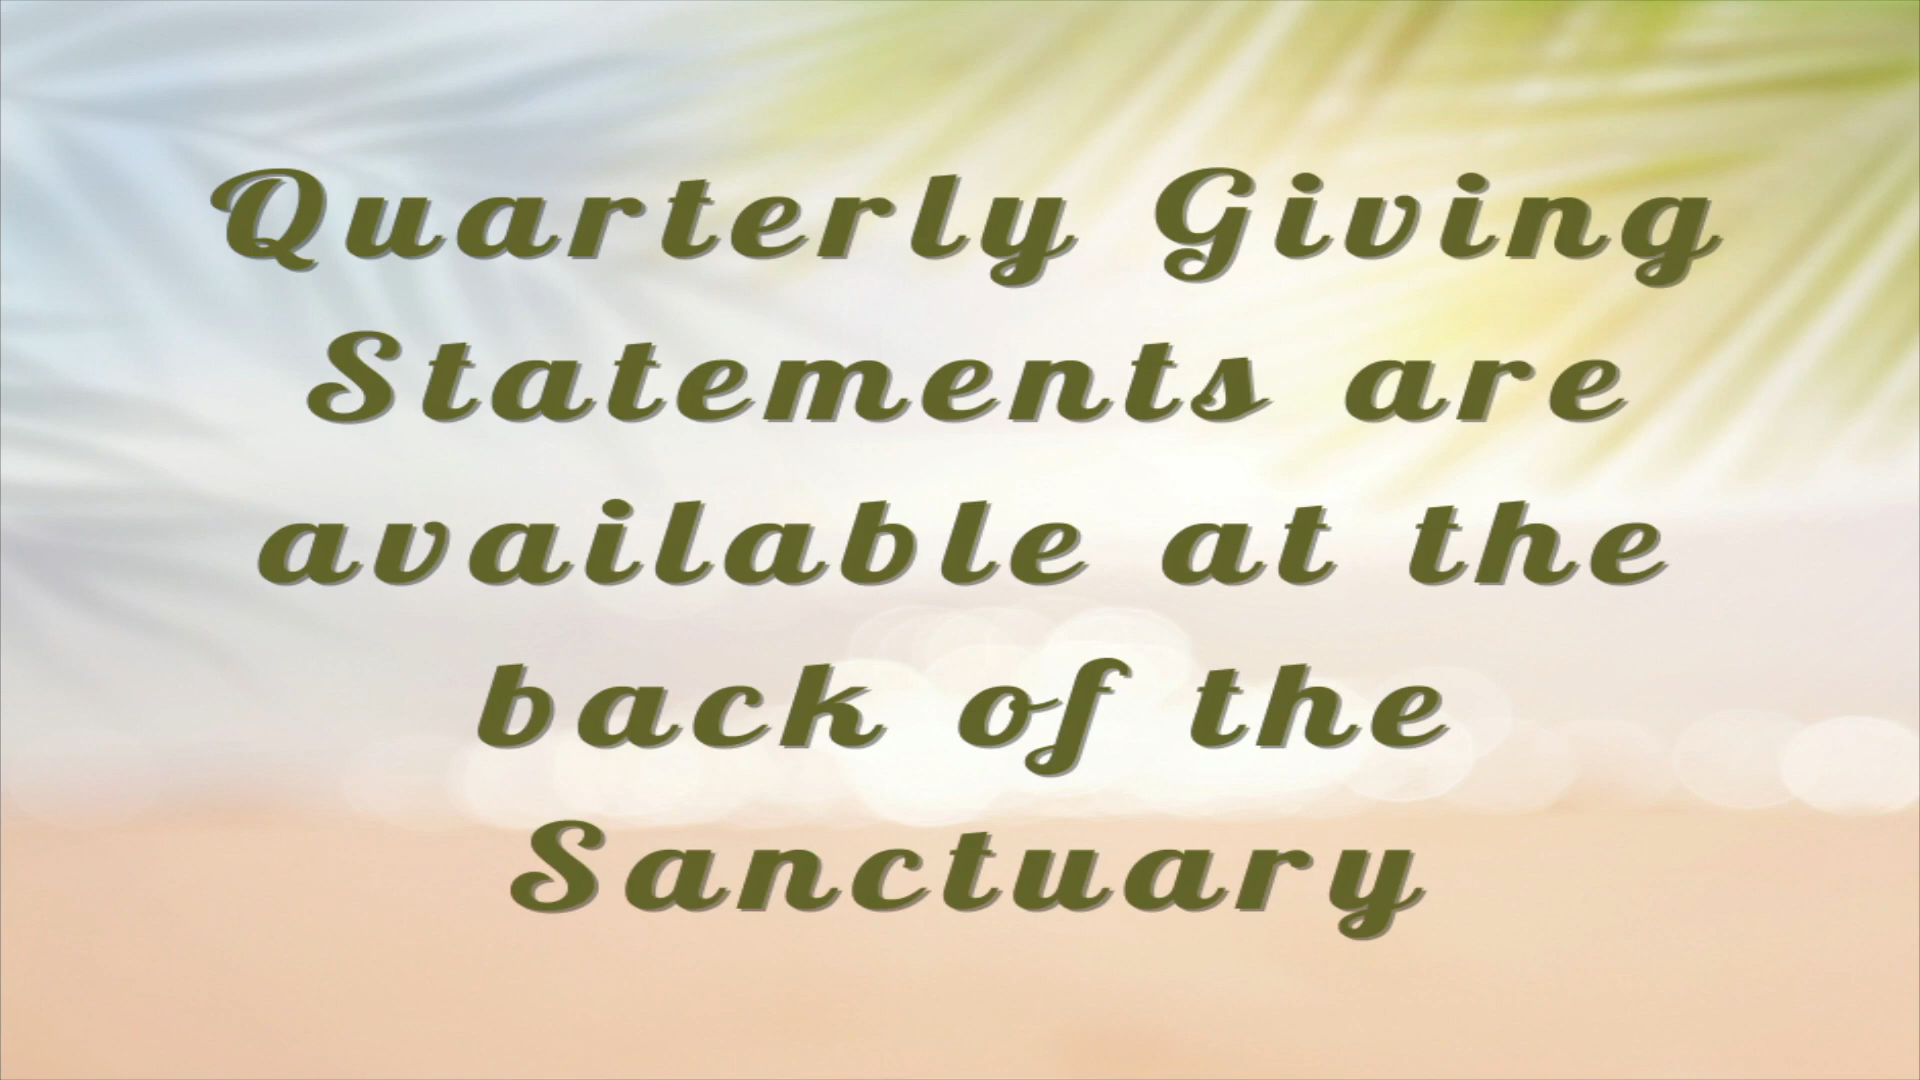 Quarterly Giving
Statements are
available at the
back of the
Sanctuary